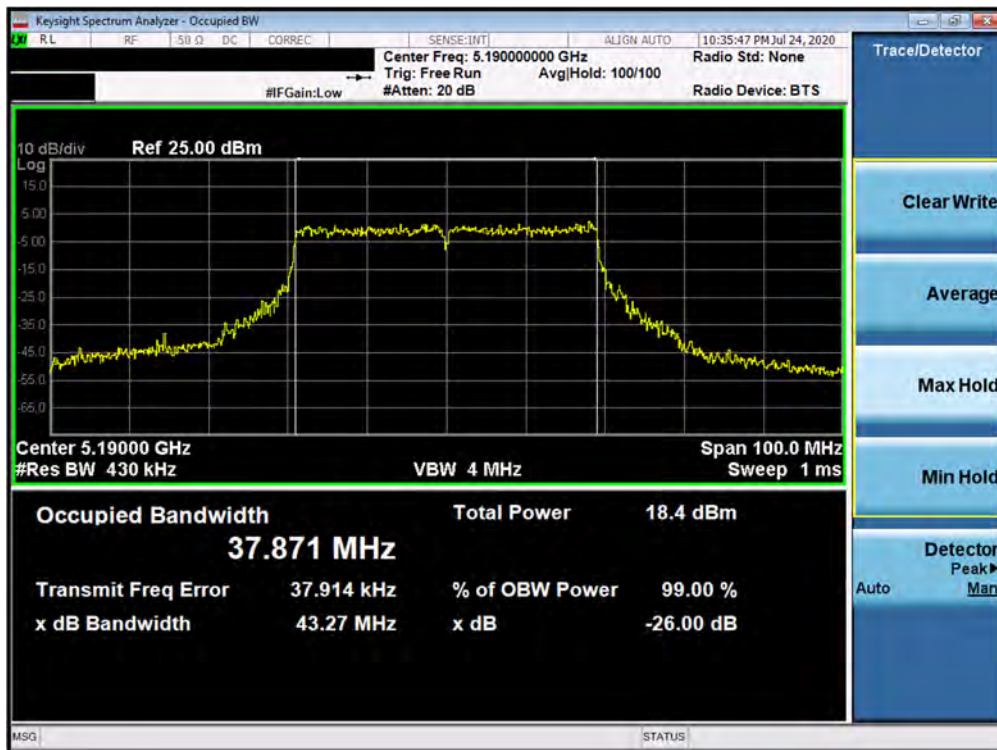 Keysight Spectrum Analyzer - Occupied BW
LXI RL RF 50 Ω DC CORREC SENSE:INT ALIGN AUTO 10:35:47 PM Jul 24, 2020
Center Freq: 5.190000000 GHz Radio Std: None
Trig: Free Run Avg|Hold: 100/100
#IFGain:Low #Atten: 20 dB Radio Device: BTS
10 dB/div Ref 25.00 dBm
Log
15.0
5.00
-5.00
-15.0
-25.0
-35.0
-45.0
-55.0
-65.0
Center 5.19000 GHz Span 100.0 MHz
#Res BW 430 kHz VBW 4 MHz Sweep 1 ms
Occupied Bandwidth Total Power 18.4 dBm
37.871 MHz
Transmit Freq Error 37.914 kHz % of OBW Power 99.00 %
x dB Bandwidth 43.27 MHz x dB -26.00 dB
MSG STATUS
Trace/Detector
Clear Write
Average
Max Hold
Min Hold
Detector
Peak▶
Auto Man